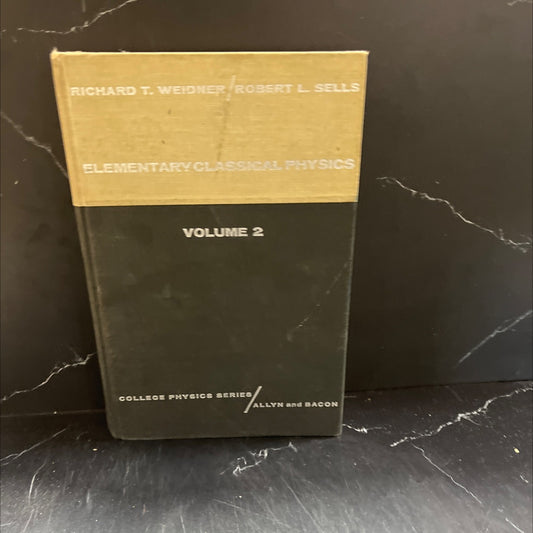 RICHARD T. WEIDNER/ROBERT L. SELLS
ELEMENTARY CLASSICAL PHYSICS
VOLUME 2
COLLEGE PHYSICS SERIES/
ALLYN and BACON